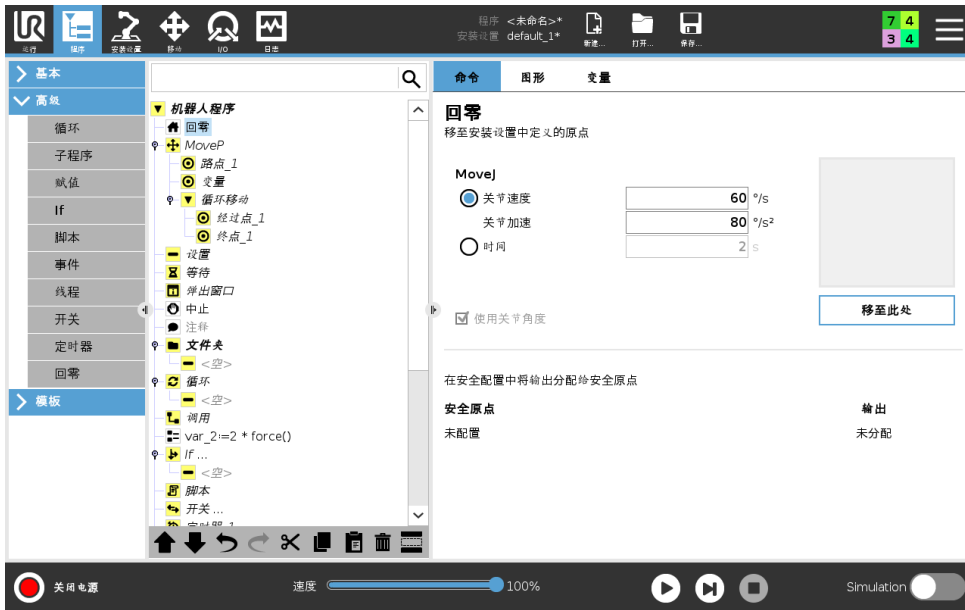 UR
运行
程序
安装设置
移动
I/O
日志
程序 <未命名>*
安装设置 default_1*
新建...
打开...
保存...
7 4
3 4
基本
高级
循环
子程序
赋值
If
脚本
事件
线程
开关
定时器
回零
模板
机器人程序
回零
MoveP
路点_1
变量
循环移动
经过点_1
终点_1
设置
等待
弹出窗口
中止
注释
文件夹
<空>
循环
<空>
调用
var_2:=2 * force()
If ...
<空>
脚本
开关 ...
定时器_1
命令 图形 变量
回零
移至安装设置中定义的原点
MoveJ
关节速度 60 °/s
关节加速 80 °/s²
时间 2 s
使用关节角度
移至此处
在安全配置中将输出分配给安全原点
安全原点 输出
未配置 未分配
关闭电源
速度 100%
Simulation